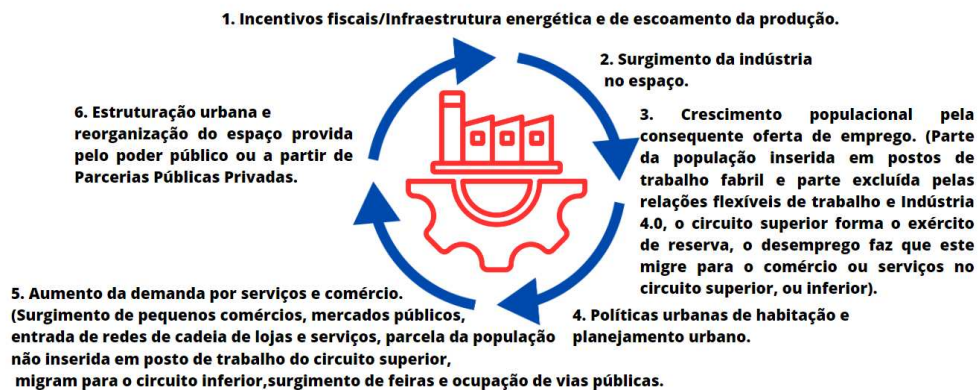 1. Incentivos fiscais/Infraestrutura energética e de escoamento da produção.
2. Surgimento da indústria
no espaço.
3. Crescimento populacional pela
consequente oferta de emprego. (Parte
da população inserida em postos de
trabalho fabril e parte excluída pelas
relações flexíveis de trabalho e Indústria
4.0, o circuito superior forma o exército
de reserva, o desemprego faz que este
migre para o comércio ou serviços no
circuito superior, ou inferior).
4. Políticas urbanas de habitação e
planejamento urbano.
5. Aumento da demanda por serviços e comércio.
(Surgimento de pequenos comércios, mercados públicos,
entrada de redes de cadeia de lojas e serviços, parcela da população
não inserida em posto de trabalho do circuito superior,
migram para o circuito inferior,surgimento de feiras e ocupação de vias públicas.
6. Estruturação urbana e
reorganização do espaço provida
pelo poder público ou a partir de
Parcerias Públicas Privadas.